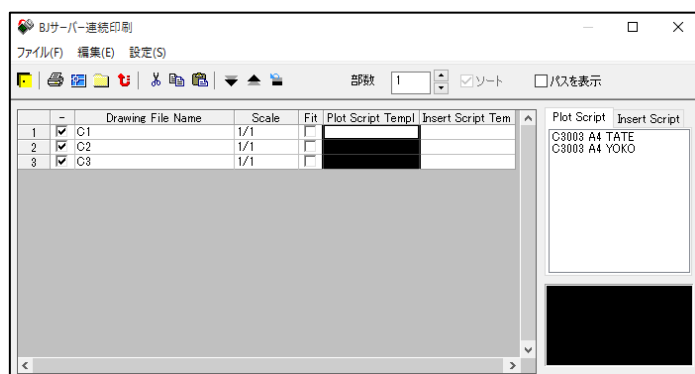 BJサーバー連続印刷
ファイル(F) 編集(E) 設定(S)
部数 1 ソート パスを表示
- Drawing File Name Scale Fit Plot Script Templ Insert Script Tem
1 C1 1/1
2 C2 1/1
3 C3 1/1
Plot Script Insert Script
C3003 A4 TATE
C3003 A4 YOKO